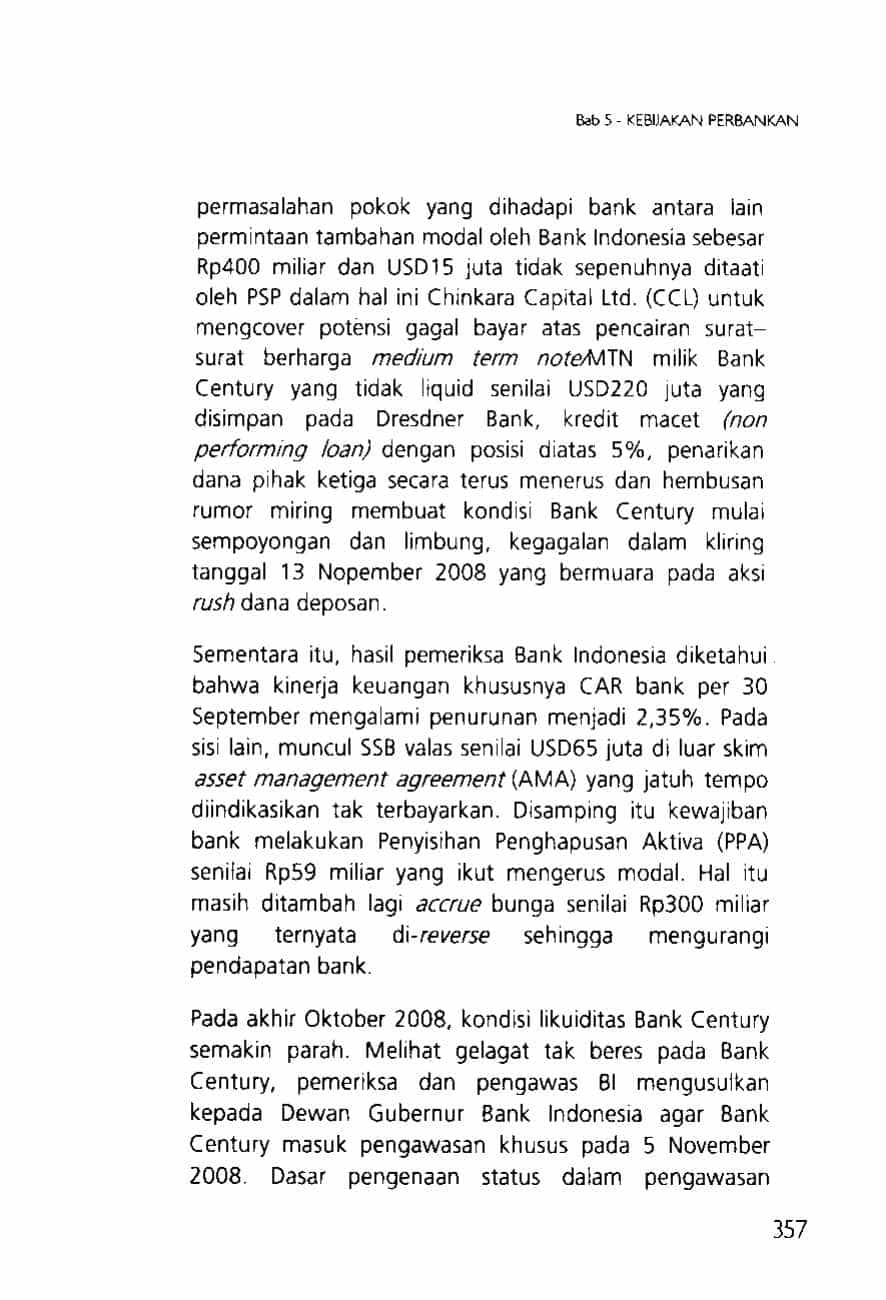 Bab 5 - KEBIJAKAN PERBANKAN
permasalahan pokok yang dihadapi bank antara lain
permintaan tambahan modal oleh Bank Indonesia sebesar
Rp400 miliar dan USD15 juta tidak sepenuhnya ditaati
oleh PSP dalam hal ini Chinkara Capital Ltd. (CCL) untuk
mengcover potensi gagal bayar atas pencairan surat–
surat berharga medium term note/MTN milik Bank
Century yang tidak liquid senilai USD220 juta yang
disimpan pada Dresdner Bank, kredit macet (non
performing loan) dengan posisi diatas 5%, penarikan
dana pihak ketiga secara terus menerus dan hembusan
rumor miring membuat kondisi Bank Century mulai
sempoyongan dan limbung, kegagalan dalam kliring
tanggal 13 Nopember 2008 yang bermuara pada aksi
rush dana deposan.
Sementara itu, hasil pemeriksa Bank Indonesia diketahui
bahwa kinerja keuangan khususnya CAR bank per 30
September mengalami penurunan menjadi 2,35%. Pada
sisi lain, muncul SSB valas senilai USD65 juta di luar skim
asset management agreement (AMA) yang jatuh tempo
diindikasikan tak terbayarkan. Disamping itu kewajiban
bank melakukan Penyisihan Penghapusan Aktiva (PPA)
senilai Rp59 miliar yang ikut mengerus modal. Hal itu
masih ditambah lagi accrue bunga senilai Rp300 miliar
yang ternyata di-reverse sehingga mengurangi
pendapatan bank.
Pada akhir Oktober 2008, kondisi likuiditas Bank Century
semakin parah. Melihat gelagat tak beres pada Bank
Century, pemeriksa dan pengawas BI mengusulkan
kepada Dewan Gubernur Bank Indonesia agar Bank
Century masuk pengawasan khusus pada 5 November
2008. Dasar pengenaan status dalam pengawasan
357